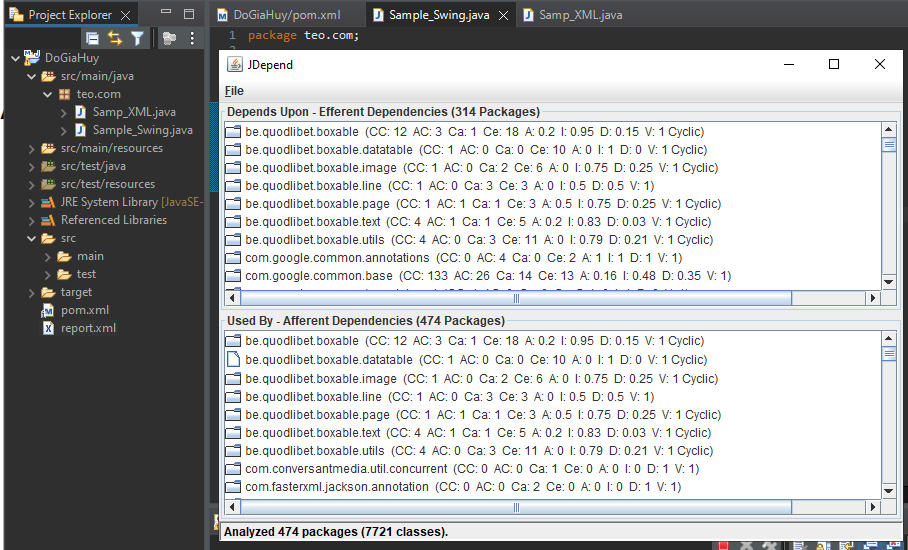 Project Explorer
DoGiaHuy
src/main/java
teo.com
Samp_XML.java
Sample_Swing.java
src/main/resources
src/test/java
src/test/resources
JRE System Library [JavaSE-
Referenced Libraries
src
main
test
target
pom.xml
report.xml
DoGiaHuy/pom.xml
Sample_Swing.java
Samp_XML.java
1 package teo.com;
JDepend
File
Depends Upon - Efferent Dependencies (314 Packages)
be.quodlibet.boxable (CC: 12 AC: 3 Ca: 1 Ce: 18 A: 0.2 I: 0.95 D: 0.15 V: 1 Cyclic)
be.quodlibet.boxable.datatable (CC: 1 AC: 0 Ca: 0 Ce: 10 A: 0 I: 1 D: 0 V: 1 Cyclic)
be.quodlibet.boxable.image (CC: 1 AC: 0 Ca: 2 Ce: 6 A: 0 I: 0.75 D: 0.25 V: 1 Cyclic)
be.quodlibet.boxable.line (CC: 1 AC: 0 Ca: 3 Ce: 3 A: 0 I: 0.5 D: 0.5 V: 1)
be.quodlibet.boxable.page (CC: 1 AC: 1 Ca: 1 Ce: 3 A: 0.5 I: 0.75 D: 0.25 V: 1 Cyclic)
be.quodlibet.boxable.text (CC: 4 AC: 1 Ca: 1 Ce: 5 A: 0.2 I: 0.83 D: 0.03 V: 1 Cyclic)
be.quodlibet.boxable.utils (CC: 4 AC: 0 Ca: 3 Ce: 11 A: 0 I: 0.79 D: 0.21 V: 1 Cyclic)
com.google.common.annotations (CC: 0 AC: 4 Ca: 0 Ce: 2 A: 1 I: 1 D: 1 V: 1)
com.google.common.base (CC: 133 AC: 26 Ca: 14 Ce: 13 A: 0.16 I: 0.48 D: 0.35 V: 1)
Used By - Afferent Dependencies (474 Packages)
be.quodlibet.boxable (CC: 12 AC: 3 Ca: 1 Ce: 18 A: 0.2 I: 0.95 D: 0.15 V: 1 Cyclic)
be.quodlibet.boxable.datatable (CC: 1 AC: 0 Ca: 0 Ce: 10 A: 0 I: 1 D: 0 V: 1 Cyclic)
be.quodlibet.boxable.image (CC: 1 AC: 0 Ca: 2 Ce: 6 A: 0 I: 0.75 D: 0.25 V: 1 Cyclic)
be.quodlibet.boxable.line (CC: 1 AC: 0 Ca: 3 Ce: 3 A: 0 I: 0.5 D: 0.5 V: 1)
be.quodlibet.boxable.page (CC: 1 AC: 1 Ca: 1 Ce: 3 A: 0.5 I: 0.75 D: 0.25 V: 1 Cyclic)
be.quodlibet.boxable.text (CC: 4 AC: 1 Ca: 1 Ce: 5 A: 0.2 I: 0.83 D: 0.03 V: 1 Cyclic)
be.quodlibet.boxable.utils (CC: 4 AC: 0 Ca: 3 Ce: 11 A: 0 I: 0.79 D: 0.21 V: 1 Cyclic)
com.conversantmedia.util.concurrent (CC: 0 AC: 0 Ca: 1 Ce: 0 A: 0 I: 0 D: 1 V: 1)
com.fasterxml.jackson.annotation (CC: 0 AC: 0 Ca: 2 Ce: 0 A: 0 I: 0 D: 1 V: 1)
Analyzed 474 packages (7721 classes).